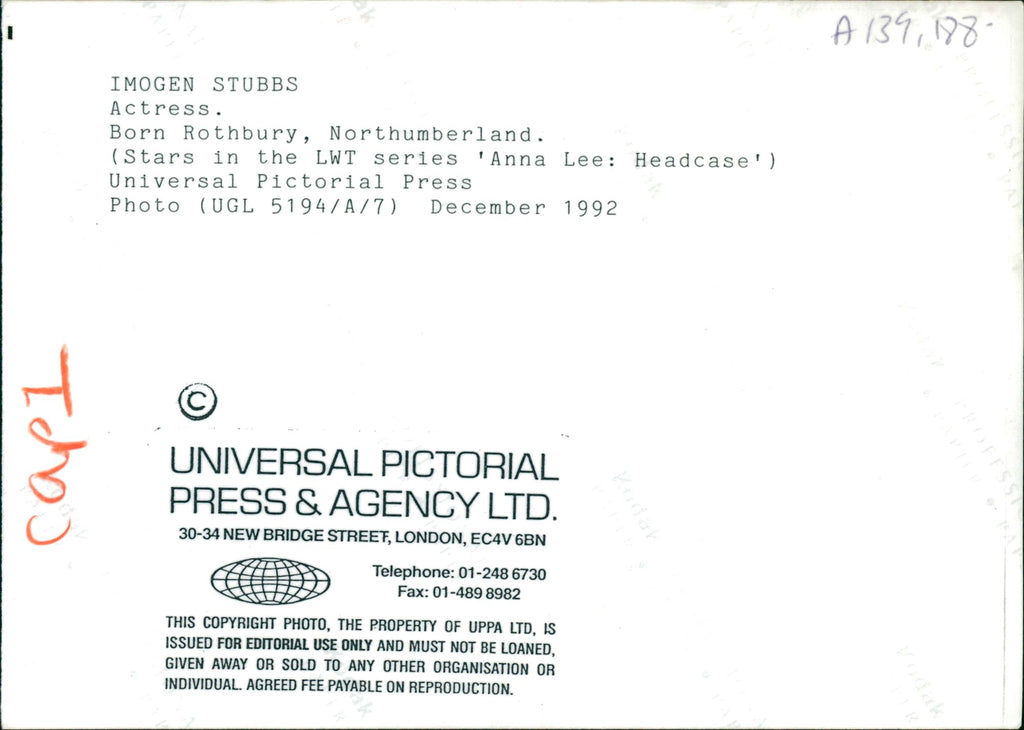 A139,188
IMOGEN STUBBS
Actress.
Born Rothbury, Northumberland.
(Stars in the LWT series 'Anna Lee: Headcase')
Universal Pictorial Press
Photo (UGL 5194/A/7)  December 1992
cap1
©
UNIVERSAL PICTORIAL
PRESS & AGENCY LTD.
30-34 NEW BRIDGE STREET, LONDON, EC4V 6BN
Telephone: 01-248 6730
Fax: 01-489 8982
THIS COPYRIGHT PHOTO, THE PROPERTY OF UPPA LTD, IS
ISSUED FOR EDITORIAL USE ONLY AND MUST NOT BE LOANED,
GIVEN AWAY OR SOLD TO ANY OTHER ORGANISATION OR
INDIVIDUAL. AGREED FEE PAYABLE ON REPRODUCTION.
Kodak